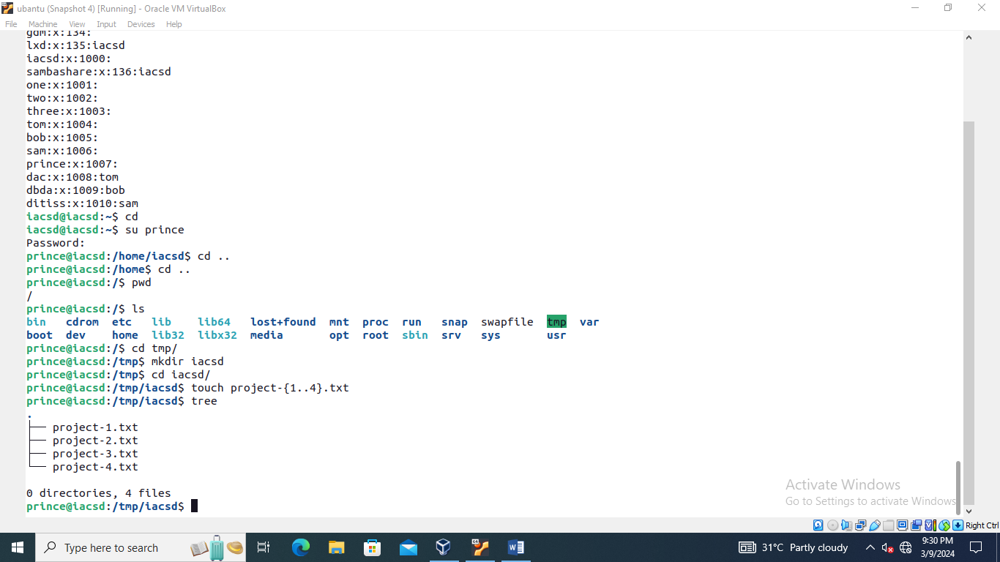 ubantu (Snapshot 4) [Running] - Oracle VM VirtualBox
File Machine View Input Devices Help
gdm:x:134:
lxd:x:135:iacsd
iacsd:x:1000:
sambashare:x:136:iacsd
one:x:1001:
two:x:1002:
three:x:1003:
tom:x:1004:
bob:x:1005:
sam:x:1006:
prince:x:1007:
dac:x:1008:tom
dbda:x:1009:bob
ditiss:x:1010:sam
iacsd@iacsd:~$ cd
iacsd@iacsd:~$ su prince
Password:
prince@iacsd:/home/iacsd$ cd ..
prince@iacsd:/home$ cd ..
prince@iacsd:/$ pwd
/
prince@iacsd:/$ ls
bin cdrom etc lib lib64 lost+found mnt proc run snap swapfile tmp var
boot dev home lib32 libx32 media opt root sbin srv sys usr
prince@iacsd:/$ cd tmp/
prince@iacsd:/tmp$ mkdir iacsd
prince@iacsd:/tmp$ cd iacsd/
prince@iacsd:/tmp/iacsd$ touch project-{1..4}.txt
prince@iacsd:/tmp/iacsd$ tree
.
├── project-1.txt
├── project-2.txt
├── project-3.txt
└── project-4.txt
0 directories, 4 files
prince@iacsd:/tmp/iacsd$
Activate Windows
Go to Settings to activate Windows
Right Ctrl
Type here to search
31°C Partly cloudy
9:30 PM
3/9/2024